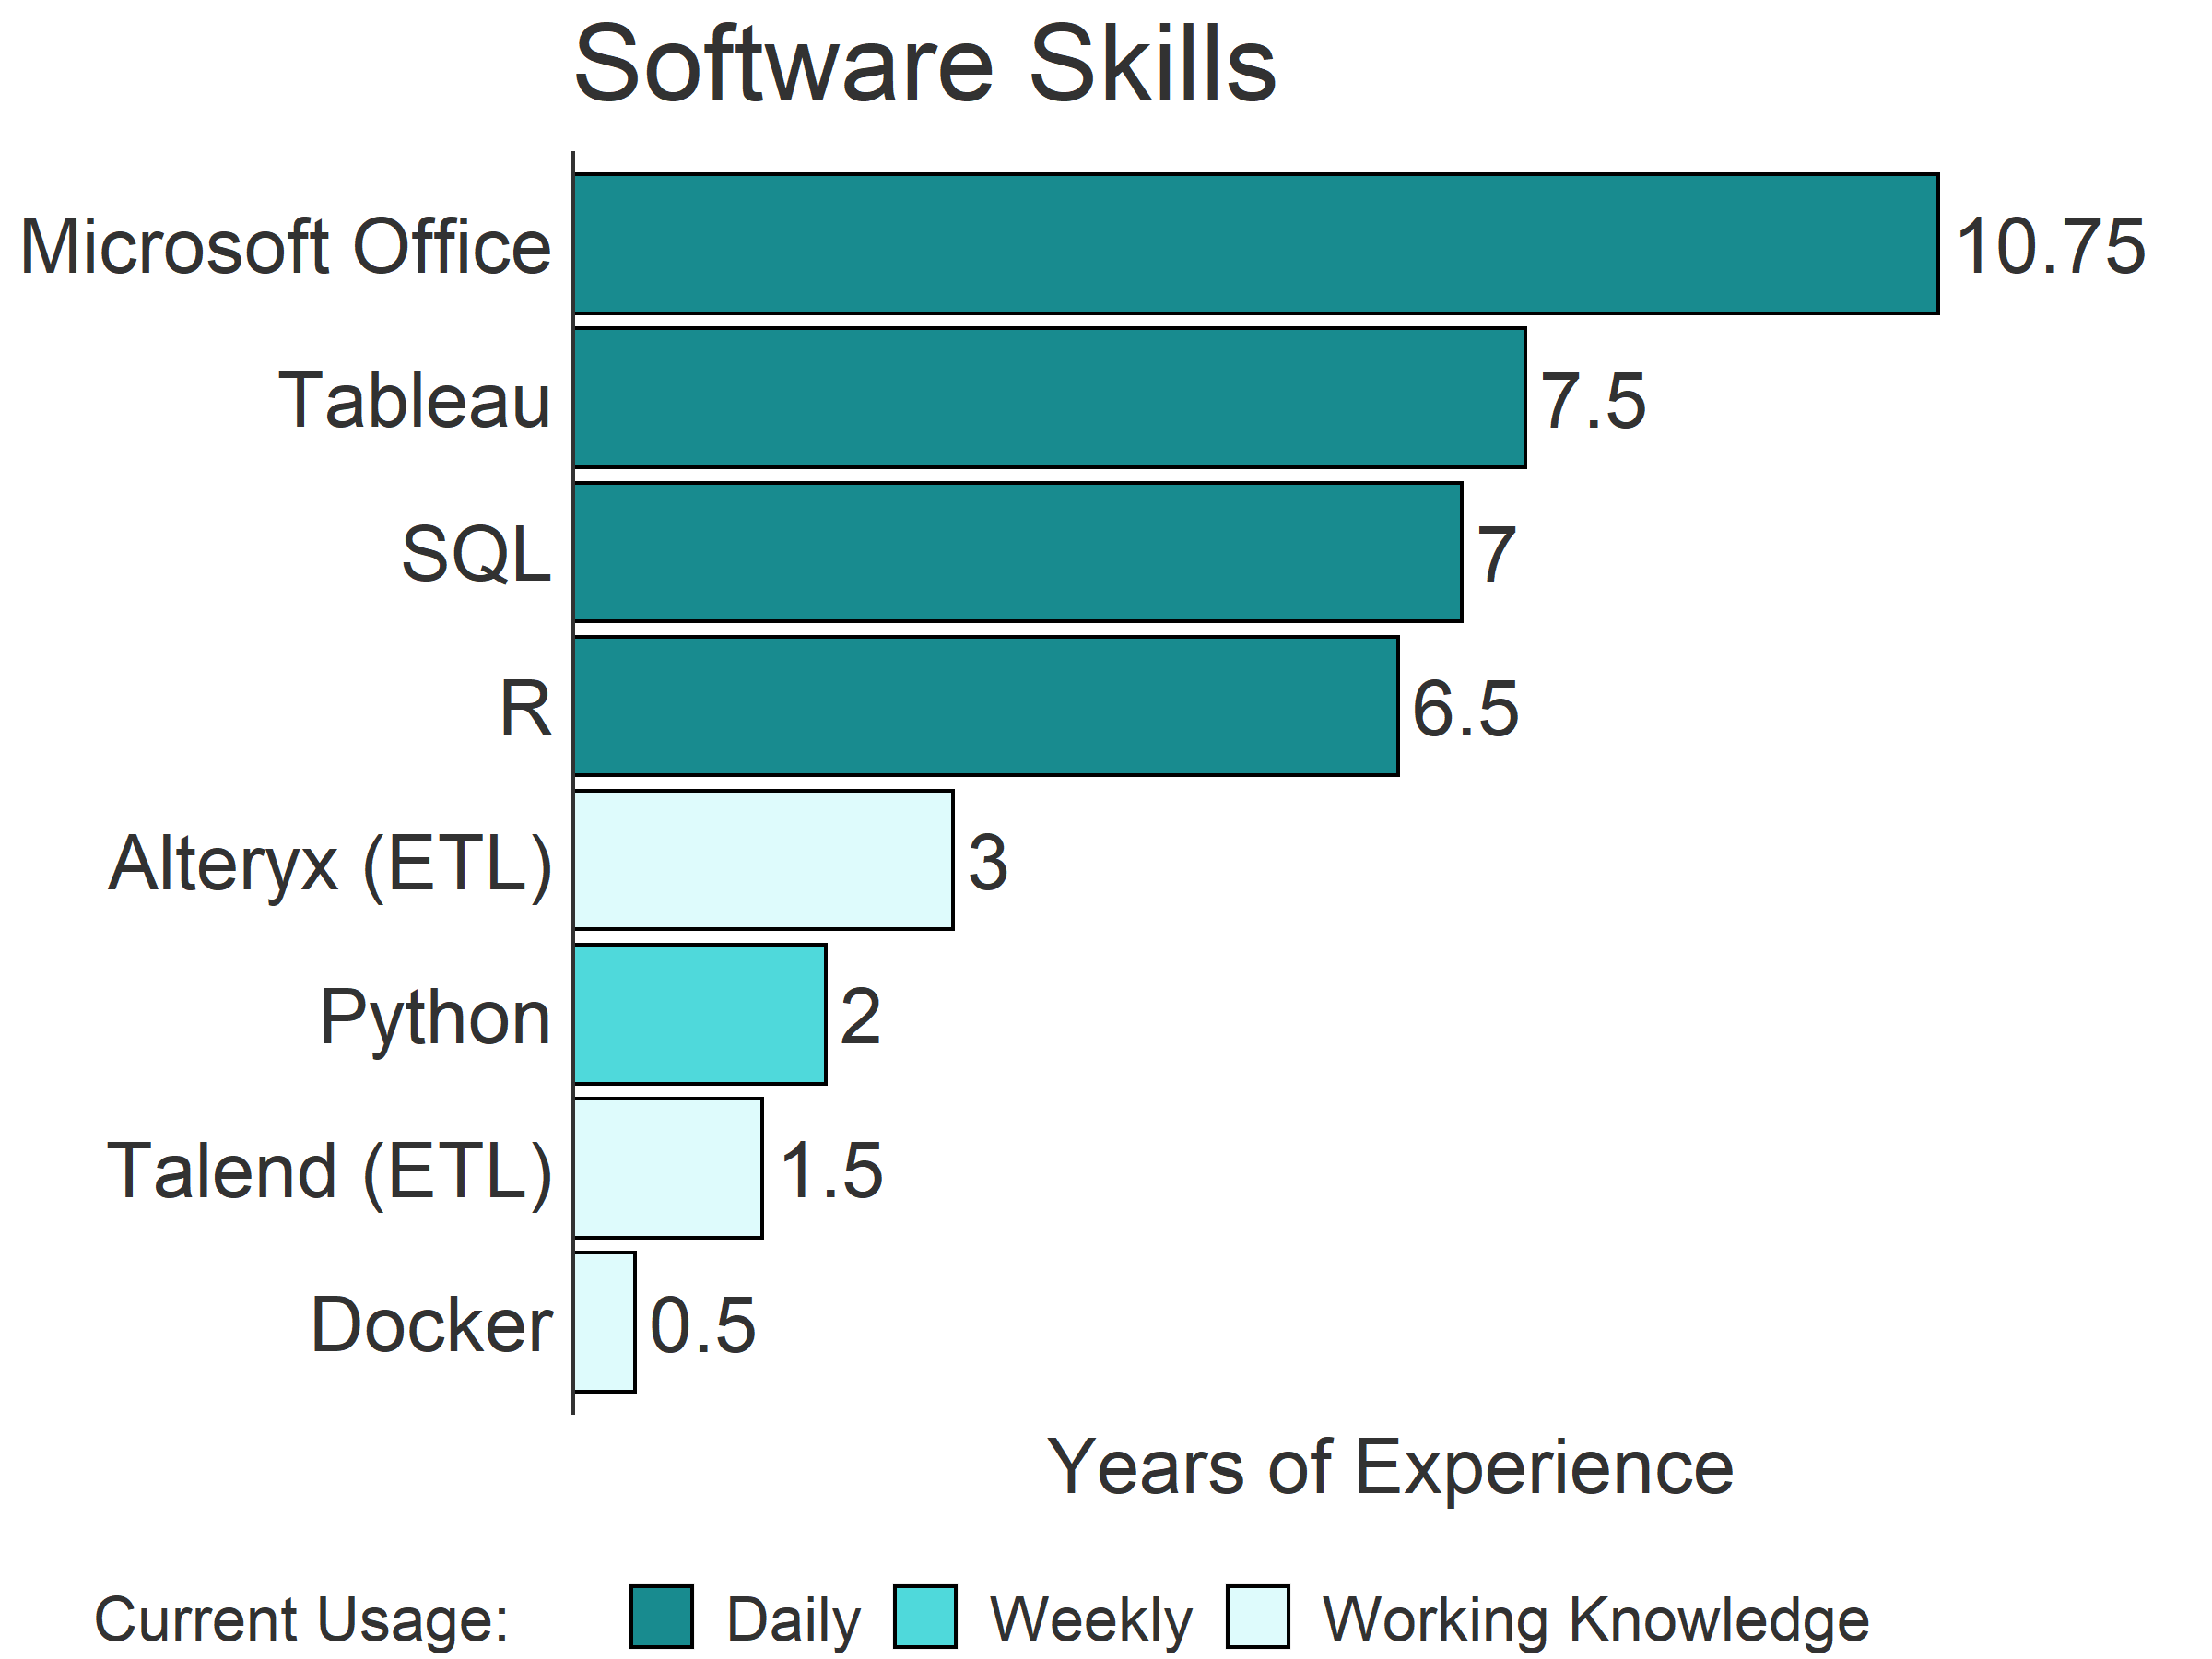 Software Skills
Microsoft Office 10.75
Tableau 7.5
SQL 7
R 6.5
Alteryx (ETL) 3
Python 2
Talend (ETL) 1.5
Docker 0.5
Years of Experience
Current Usage: Daily Weekly Working Knowledge